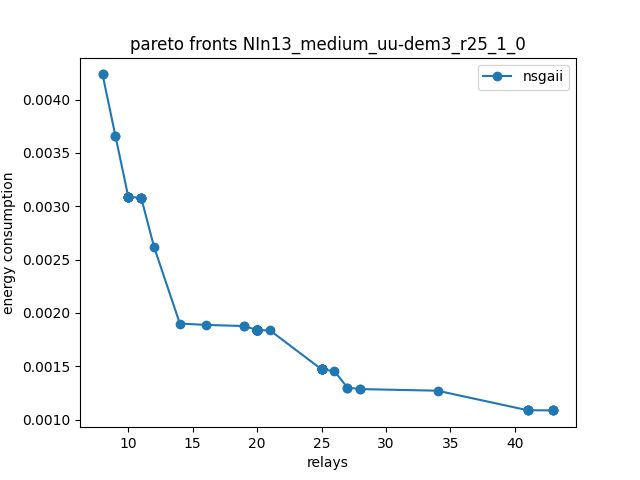 pareto fronts NIn13_medium_uu-dem3_r25_1_0
nsgaii
energy consumption
0.0040
0.0035
0.0030
0.0025
0.0020
0.0015
0.0010
10 15 20 25 30 35 40
relays